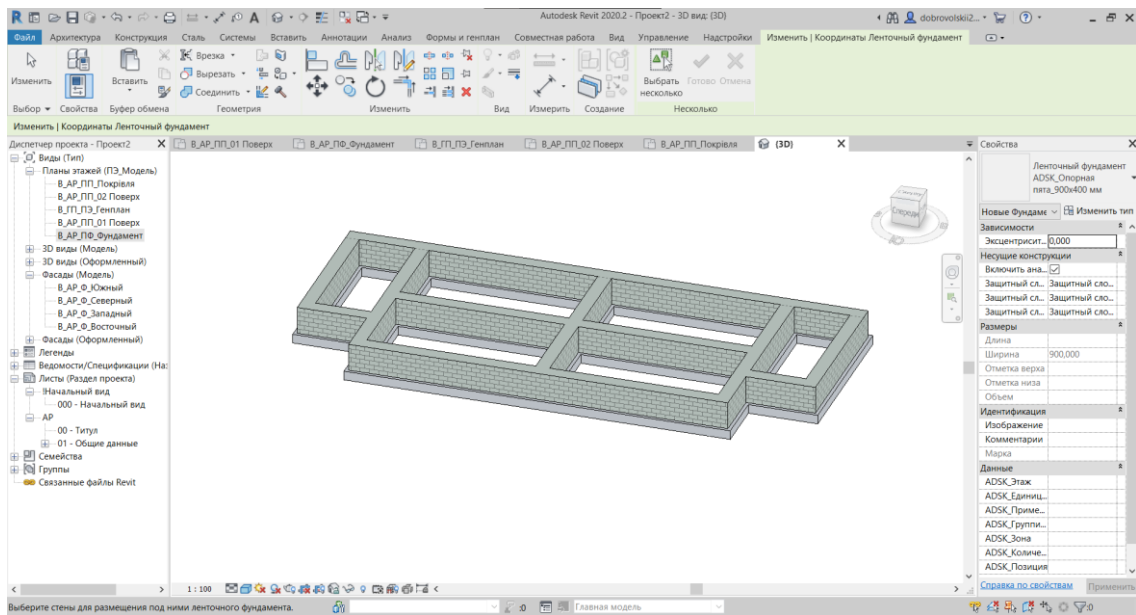 Autodesk Revit 2020.2 - Проект2 - 3D вид: {3D}
dobrovolskii2...
Файл Архитектура Конструкция Сталь Системы Вставить Аннотации Анализ Формы и генплан Совместная работа Вид Управление Надстройки Изменить | Координаты Ленточный фундамент
Изменить Вставить Врезка Вырезать Соединить Выбрать несколько Готово Отмена
Выбор Свойства Буфер обмена Геометрия Изменить Вид Измерить Создание Несколько
Изменить | Координаты Ленточный фундамент
Диспетчер проекта - Проект2
В_АР_ПП_01 Поверх В_АР_ПФ_Фундамент В_ГП_ПЭ_Генплан В_АР_ПП_02 Поверх В_АР_ПП_Покрівля {3D}
Виды (Тип)
Планы этажей (ПЭ_Модель)
В_АР_ПП_Покрівля
В_АР_ПП_02 Поверх
В_ГП_ПЭ_Генплан
В_АР_ПП_01 Поверх
В_АР_ПФ_Фундамент
3D виды (Модель)
3D виды (Оформленный)
Фасады (Модель)
В_АР_Ф_Южный
В_АР_Ф_Северный
В_АР_Ф_Западный
В_АР_Ф_Восточный
Фасады (Оформленный)
Легенды
Ведомости/Спецификации (На:
Листы (Раздел проекта)
!Начальный вид
000 - Начальный вид
АР
00 - Титул
01 - Общие данные
Семейства
Группы
Связанные файлы Revit
Спереди
Свойства
Ленточный фундамент
ADSK_Опорная
пята_900х400 мм
Новые Фундаме Изменить тип
Зависимости
Эксцентрисит... 0,000
Несущие конструкции
Включить ана...
Защитный сл... Защитный сло...
Защитный сл... Защитный сло...
Защитный сл... Защитный сло...
Размеры
Длина
Ширина 900,000
Отметка верха
Отметка низа
Объем
Идентификация
Изображение
Комментарии
Марка
Данные
ADSK_Этаж
ADSK_Единиц...
ADSK_Приме...
ADSK_Группи...
ADSK_Зона
ADSK_Количе...
ADSK_Позиция
Справка по свойствам Применить
1 : 100
Выберите стены для размещения под ними ленточного фундамента. :0 Главная модель :0